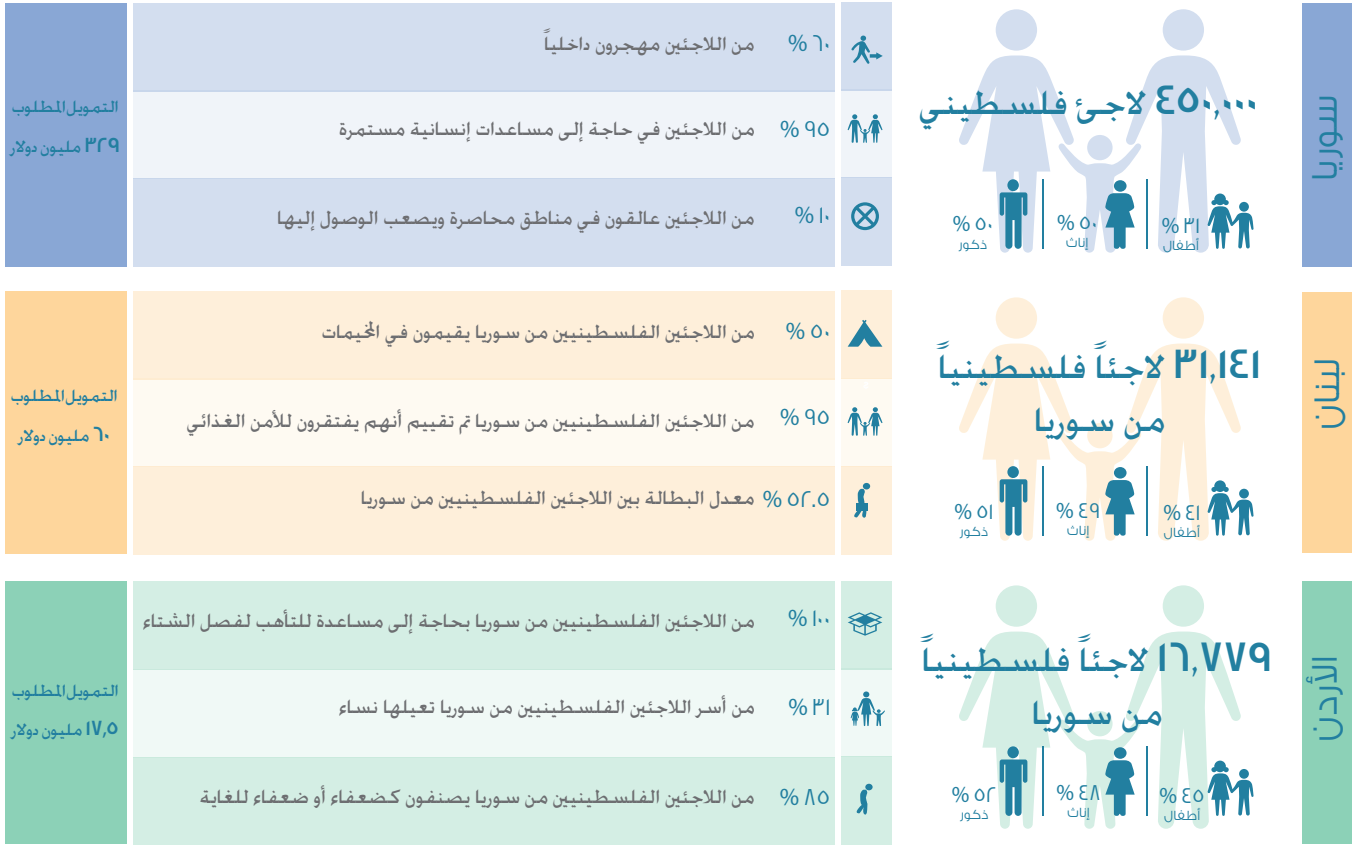 سوريا
٤٥٠,٠٠٠ لاجئ فلسطيني
٣١ %
أطفال
٥٠ %
إناث
٥٠ %
ذكور
٦٠ % من اللاجئين مهجرون داخلياً
٩٥ % من اللاجئين في حاجة إلى مساعدات إنسانية مستمرة
١٠ % من اللاجئين عالقون في مناطق محاصرة ويصعب الوصول إليها
التمويل المطلوب
٣٢٩ مليون دولار
لبنان
٣١,١٤١ لاجئاً فلسطينياً
من سوريا
٤١ %
أطفال
٤٩ %
إناث
٥١ %
ذكور
٥٠ % من اللاجئين الفلسطينيين من سوريا يقيمون في المخيمات
٩٥ % من اللاجئين الفلسطينيين من سوريا تم تقييم أنهم يفتقرون للأمن الغذائي
٥٢.٥ % معدل البطالة بين اللاجئين الفلسطينيين من سوريا
التمويل المطلوب
٦٠ مليون دولار
الأردن
١٦,٧٧٩ لاجئاً فلسطينياً
من سوريا
٤٥ %
أطفال
٤٨ %
إناث
٥٢ %
ذكور
١٠٠ % من اللاجئين الفلسطينيين من سوريا بحاجة إلى مساعدة للتأهب لفصل الشتاء
٣١ % من أسر اللاجئين الفلسطينيين من سوريا تعيلها نساء
٨٥ % من اللاجئين الفلسطينيين من سوريا يصنفون كضعفاء أو ضعفاء للغاية
التمويل المطلوب
١٧,٥ مليون دولار